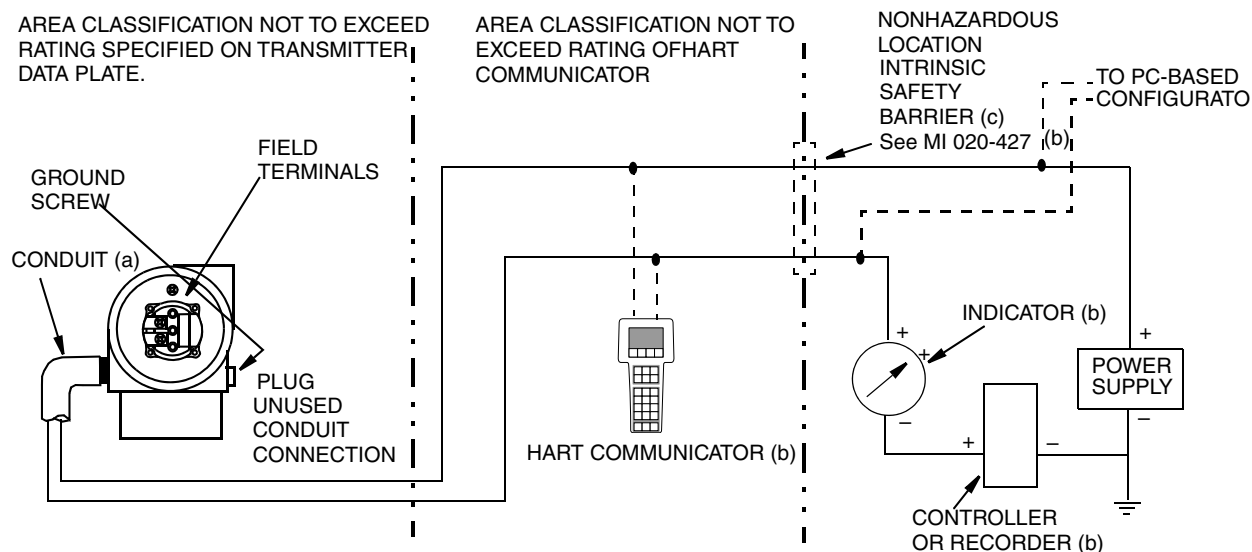 AREA CLASSIFICATION NOT TO EXCEED
RATING SPECIFIED ON TRANSMITTER
DATA PLATE.
AREA CLASSIFICATION NOT TO
EXCEED RATING OFHART
COMMUNICATOR
NONHAZARDOUS
LOCATION
INTRINSIC
SAFETY
BARRIER (c)
See MI 020-427
(b)
TO PC-BASED
CONFIGURATO
FIELD
TERMINALS
GROUND
SCREW
CONDUIT (a)
PLUG
UNUSED
CONDUIT
CONNECTION
HART COMMUNICATOR (b)
INDICATOR (b)
+
+
–
+
–
+
POWER
SUPPLY
–
CONTROLLER
OR RECORDER (b)